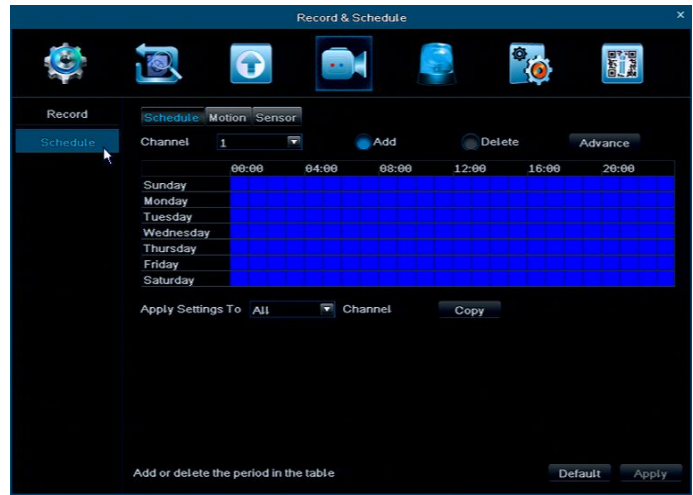 Record & Schedule ×
Record
Schedule
Schedule Motion Sensor
Channel 1 Add Delete Advance
00:00 04:00 08:00 12:00 16:00 20:00
Sunday
Monday
Tuesday
Wednesday
Thursday
Friday
Saturday
Apply Settings To All Channel Copy
Add or delete the period in the table Default Apply